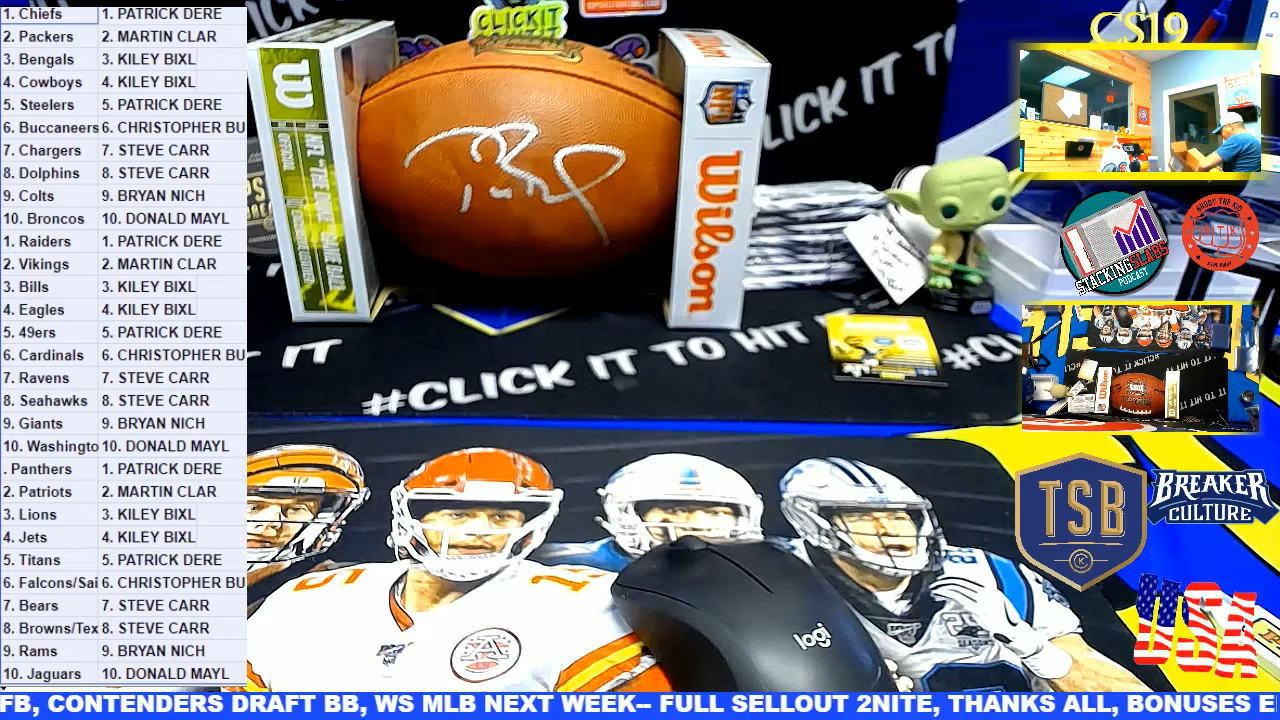 1. Chiefs 1. PATRICK DERE
2. Packers 2. MARTIN CLAR
3. Bengals 3. KILEY BIXL
4. Cowboys 4. KILEY BIXL
5. Steelers 5. PATRICK DERE
6. Buccaneers 6. CHRISTOPHER BU
7. Chargers 7. STEVE CARR
8. Dolphins 8. STEVE CARR
9. Colts 9. BRYAN NICH
10. Broncos 10. DONALD MAYL
1. Raiders 1. PATRICK DERE
2. Vikings 2. MARTIN CLAR
3. Bills 3. KILEY BIXL
4. Eagles 4. KILEY BIXL
5. 49ers 5. PATRICK DERE
6. Cardinals 6. CHRISTOPHER BU
7. Ravens 7. STEVE CARR
8. Seahawks 8. STEVE CARR
9. Giants 9. BRYAN NICH
10. Washingto 10. DONALD MAYL
. Panthers 1. PATRICK DERE
2. Patriots 2. MARTIN CLAR
3. Lions 3. KILEY BIXL
4. Jets 4. KILEY BIXL
5. Titans 5. PATRICK DERE
6. Falcons/Sai 6. CHRISTOPHER BU
7. Bears 7. STEVE CARR
8. Browns/Tex 8. STEVE CARR
9. Rams 9. BRYAN NICH
10. Jaguars 10. DONALD MAYL
CLICKIT
W
NFL
Wilson
CLICK IT TO
IT
#CLICK IT TO HIT
#CL
15
logi
CS19
STACKINGSLABS
PODCAST
BRODY THE KID
BTK
Wilson
TSB
BREAKER
CULTURE
USA
FB, CONTENDERS DRAFT BB, WS MLB NEXT WEEK-- FULL SELLOUT 2NITE, THANKS ALL, BONUSES E